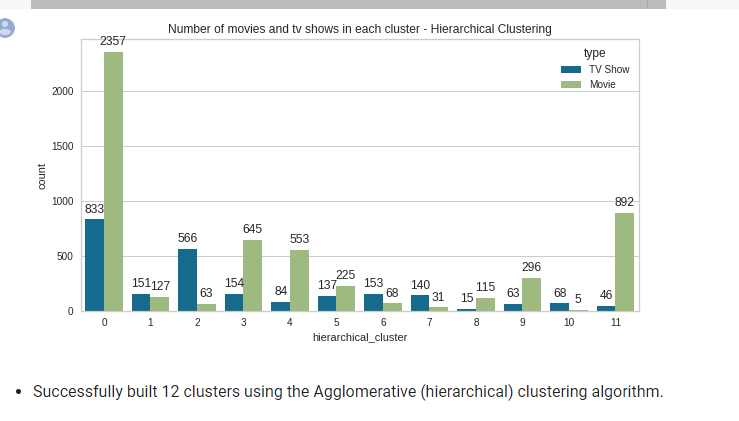 Number of movies and tv shows in each cluster - Hierarchical Clustering
2357
type
TV Show
Movie
2000
1500
1000
500
0
count
833
151 127
566 63
154 645
84 553
137 225
153 68
140 31
15 115
63 296
68 5
46 892
0 1 2 3 4 5 6 7 8 9 10 11
hierarchical_cluster
• Successfully built 12 clusters using the Agglomerative (hierarchical) clustering algorithm.